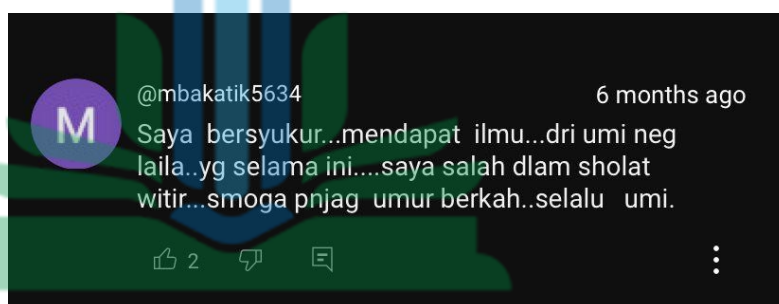 M
@mbakatik5634 6 months ago
Saya bersyukur...mendapat ilmu...dri umi neg
laila..yg selama ini....saya salah dlam sholat
witir...smoga pnjag umur berkah..selalu umi.
2